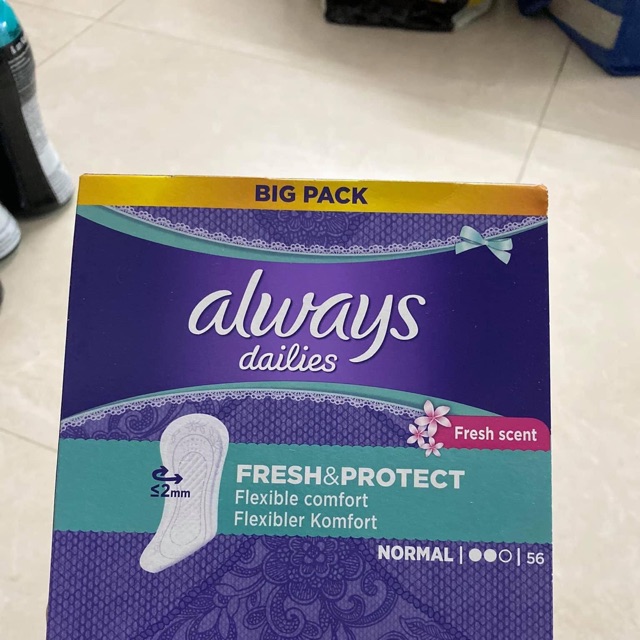 BIG PACK
always
dailies
Fresh scent
≤2mm
FRESH&PROTECT
Flexible comfort
Flexibler Komfort
NORMAL | | 56